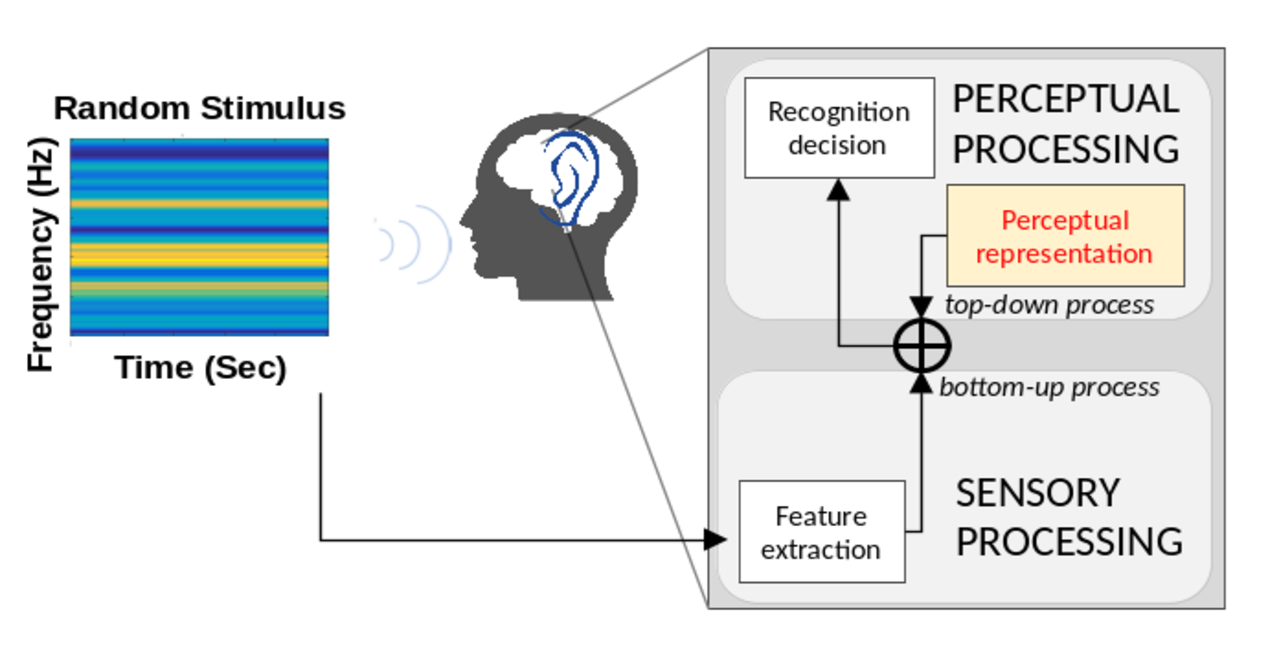 Random Stimulus
Frequency (Hz)
Time (Sec)
Recognition
decision
PERCEPTUAL
PROCESSING
Perceptual
representation
top-down process
bottom-up process
Feature
extraction
SENSORY
PROCESSING